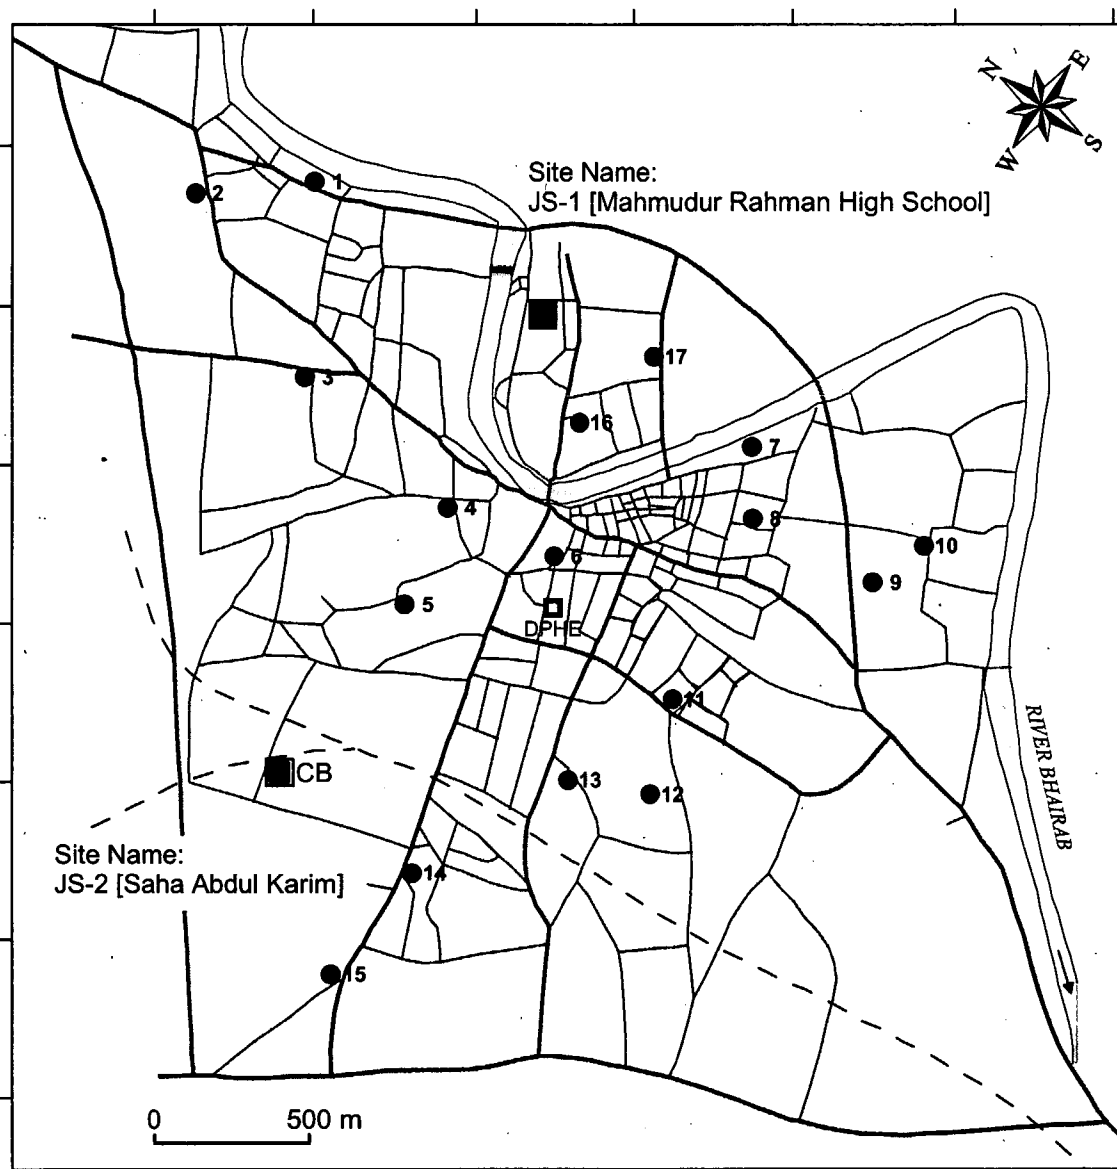 N
E
W
S
Site Name:
JS-1 [Mahmudur Rahman High School]
1
2
3
17
16
7
4
8
10
6
9
5
DPHE
11
RIVER BHAIRAB
CB
13
12
Site Name:
JS-2 [Saha Abdul Karim]
14
15
0 500 m